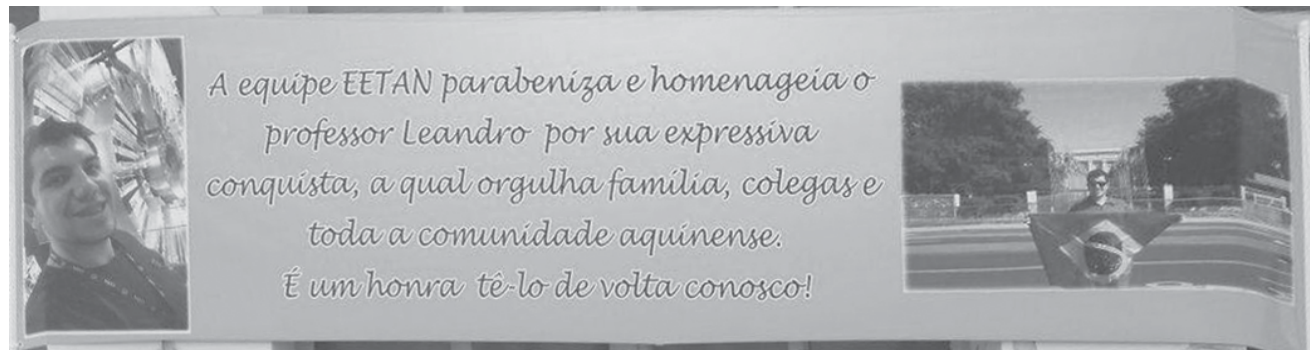 A equipe EETAN parabeniza e homenageia o
professor Leandro por sua expressiva
conquista, a qual orgulha família, colegas e
toda a comunidade aquinense.
É um honra tê-lo de volta conosco!